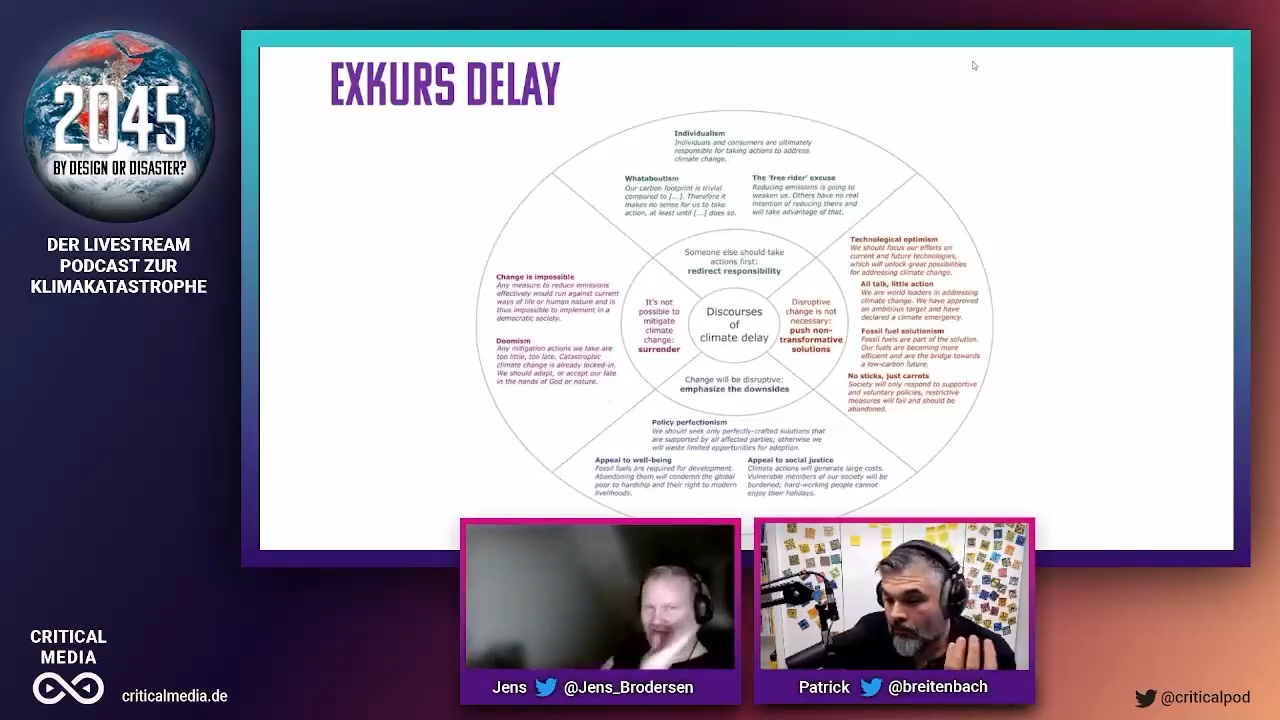 2045
BY DESIGN OR DISASTER?
DER LIVESTREAM
PODCAST ZUR
KLIMAKATASTROPHE
EXKURS DELAY
Individualism
Individuals and consumers are ultimately
responsible for taking actions to address
climate change.
Whataboutism
Our carbon footprint is trivial
compared to [...]. Therefore it
makes no sense for us to take
action, at least until [...] does so.
The 'free rider' excuse
Reducing emissions is going to
weaken us. Others have no real
intention of reducing theirs and
will take advantage of that.
Someone else should take
actions first:
redirect responsibility
Change is impossible
Any measure to reduce emissions
effectively would run against current
ways of life or human nature and is
thus impossible to implement in a
democratic society.
Doomism
Any mitigation actions we take are
too little, too late. Catastrophic
climate change is already locked-in.
We should adapt, or accept our fate
in the hands of God or nature.
It's not
possible to
mitigate
climate
change:
surrender
Discourses
of
climate delay
Disruptive
change is not
necessary:
push non-
transformative
solutions
Technological optimism
We should focus our efforts on
current and future technologies,
which will unlock great possibilities
for addressing climate change.
All talk, little action
We are world leaders in addressing
climate change. We have approved
an ambitious target and have
declared a climate emergency.
Fossil fuel solutionism
Fossil fuels are part of the solution.
Our fuels are becoming more
efficient and are the bridge towards
a low-carbon future.
No sticks, just carrots
Society will only respond to supportive
and voluntary policies, restrictive
measures will fail and should be
abandoned.
Change will be disruptive:
emphasize the downsides
Policy perfectionism
We should seek only perfectly-crafted solutions that
are supported by all affected parties; otherwise we
will waste limited opportunities for adoption.
Appeal to well-being
Fossil fuels are required for development.
Abandoning them will condemn the global
poor to hardship and their right to modern
livelihoods.
Appeal to social justice
Climate actions will generate large costs.
Vulnerable members of our society will be
burdened; hard-working people cannot
enjoy their holidays.
CRITICAL
MEDIA
criticalmedia.de
Jens @Jens_Brodersen
Patrick @breitenbach
@criticalpod